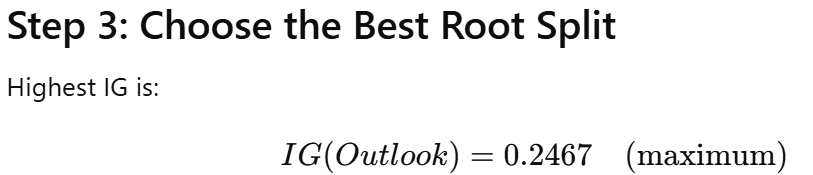 Step 3: Choose the Best Root Split
Highest IG is:
IG(Outlook) = 0.2467 (maximum)